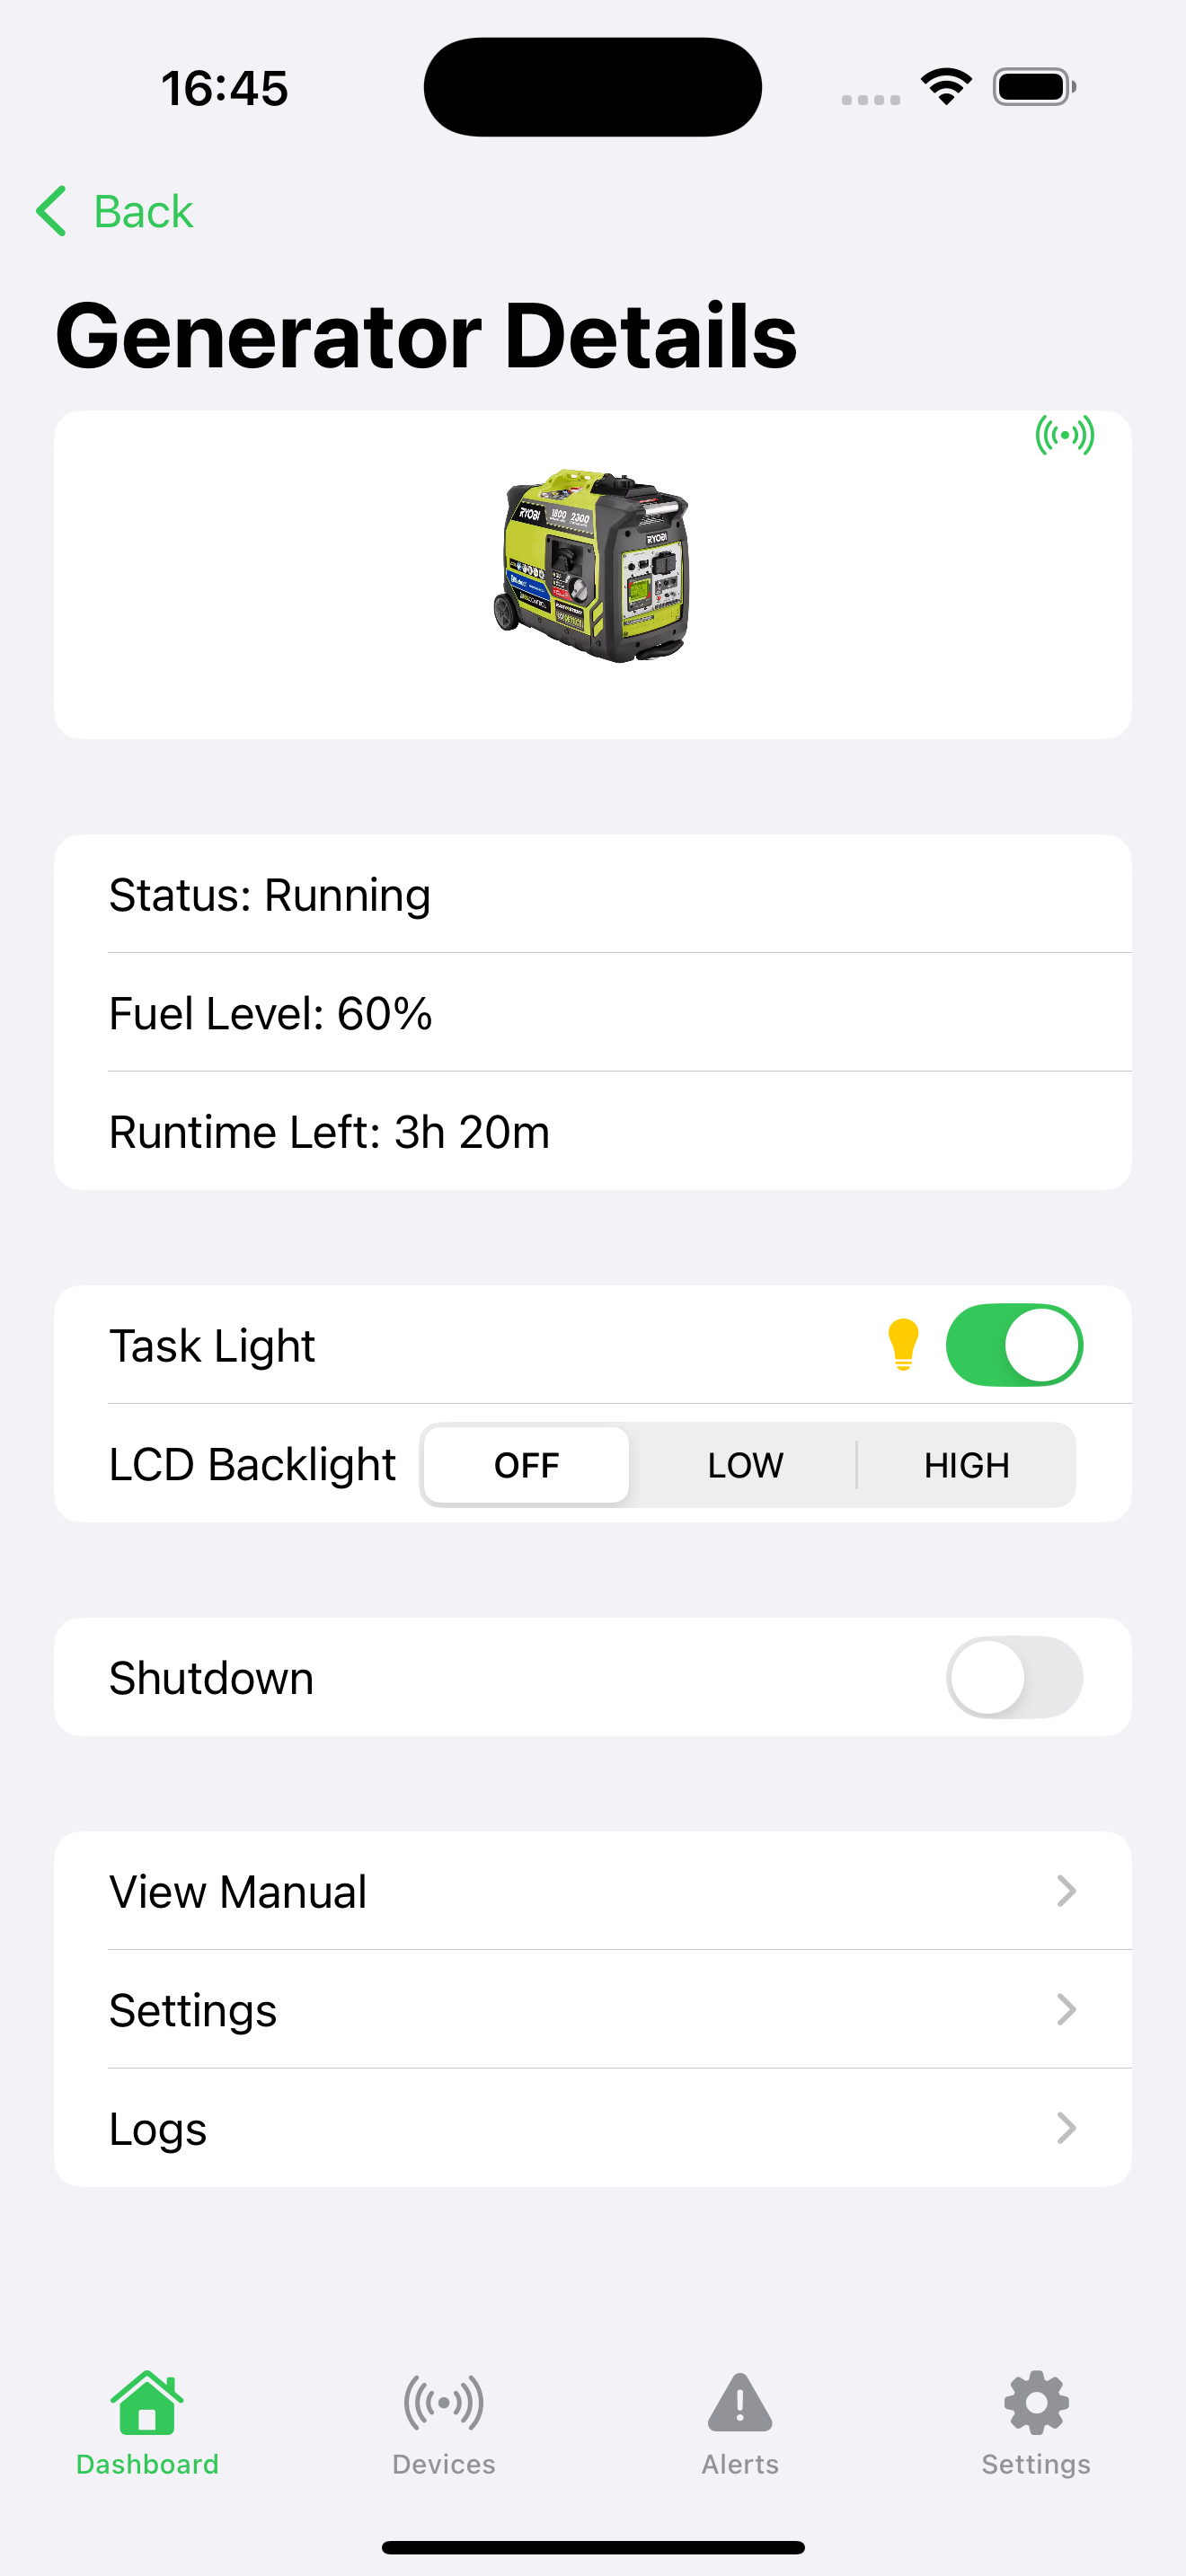 16:45
Back
Generator Details
RYOBI 1800 2300
RYOBI
Status: Running
Fuel Level: 60%
Runtime Left: 3h 20m
Task Light
LCD Backlight OFF LOW HIGH
Shutdown
View Manual
Settings
Logs
Dashboard Devices Alerts Settings